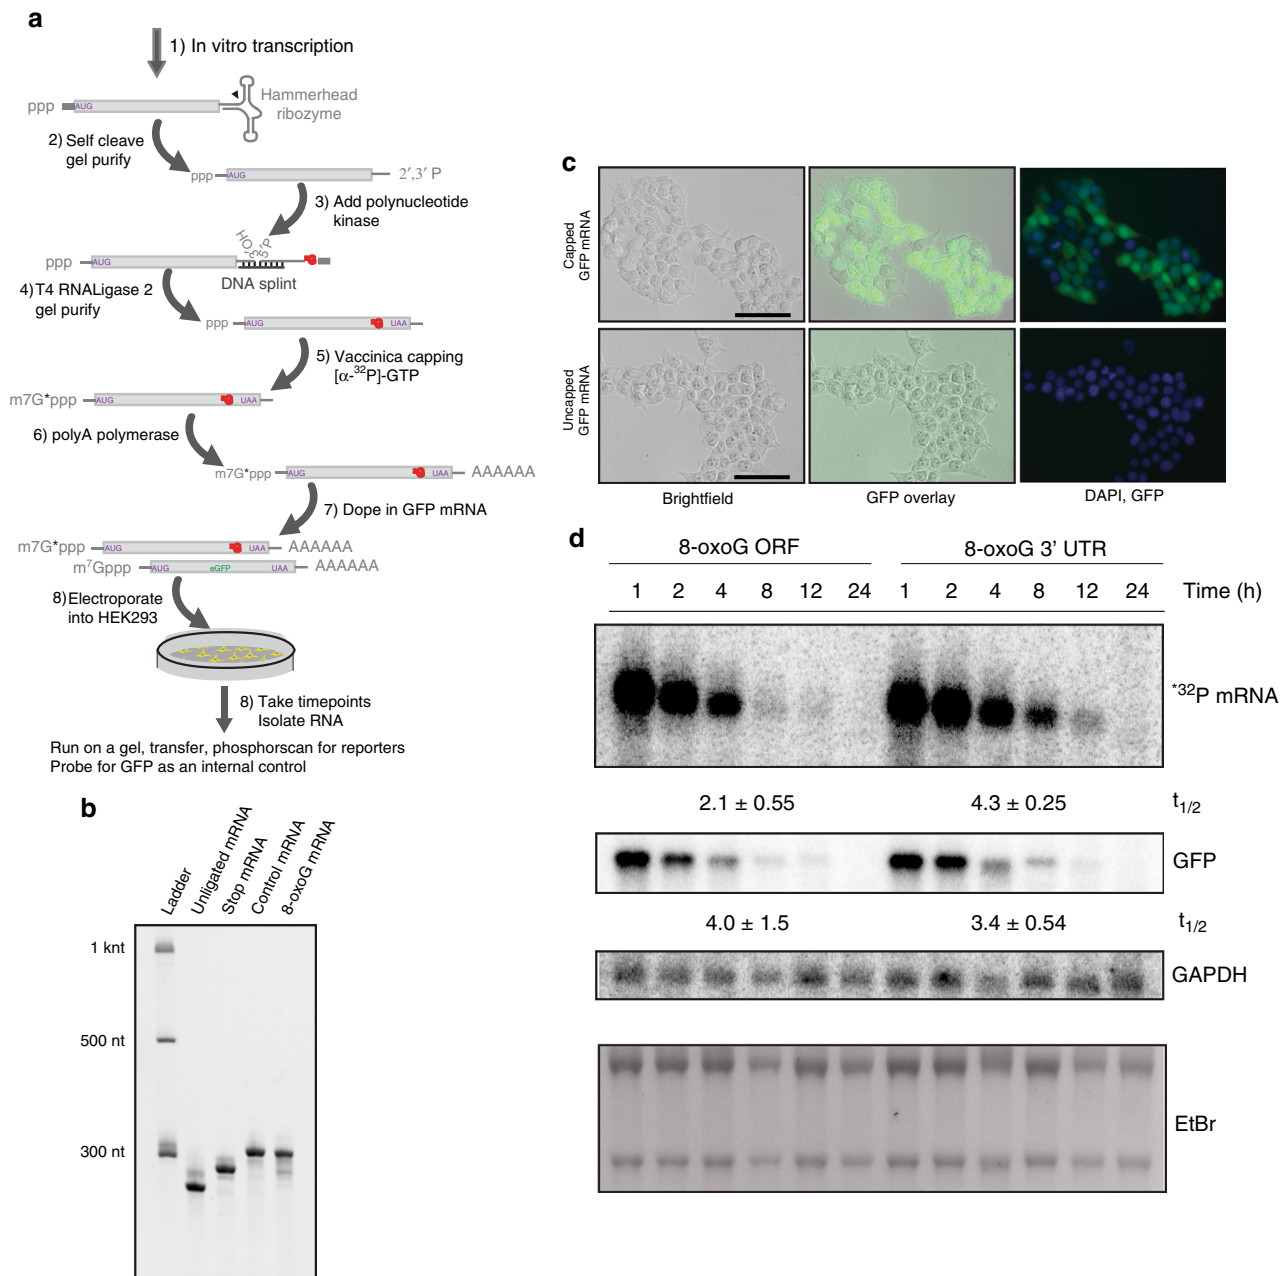 a
1) In vitro transcription
ppp
AUG
Hammerhead
ribozyme
2) Self cleave
gel purify
ppp
AUG
2′,3′ P
3) Add polynucleotide
kinase
HO
3′
5′P
ppp
AUG
DNA splint
4) T4 RNALigase 2
gel purify
ppp
AUG
UAA
5) Vaccinica capping
[α-32P]-GTP
m7G*ppp
AUG
UAA
6) polyA polymerase
m7G*ppp
AUG
UAA
AAAAAA
7) Dope in GFP mRNA
m7G*ppp
AUG
UAA
AAAAAA
m7Gppp
AUG
eGFP
UAA
AAAAAA
8) Electroporate
into HEK293
8) Take timepoints
Isolate RNA
Run on a gel, transfer, phosphorscan for reporters
Probe for GFP as an internal control
b
Ladder
Unligated mRNA
Stop mRNA
Control mRNA
8-oxoG mRNA
1 knt
500 nt
300 nt
c
Capped
GFP mRNA
Uncapped
GFP mRNA
Brightfield
GFP overlay
DAPI, GFP
d
8-oxoG ORF
8-oxoG 3' UTR
1 2 4 8 12 24 1 2 4 8 12 24 Time (h)
*32P mRNA
2.1 ± 0.55 4.3 ± 0.25 t1/2
GFP
4.0 ± 1.5 3.4 ± 0.54 t1/2
GAPDH
EtBr